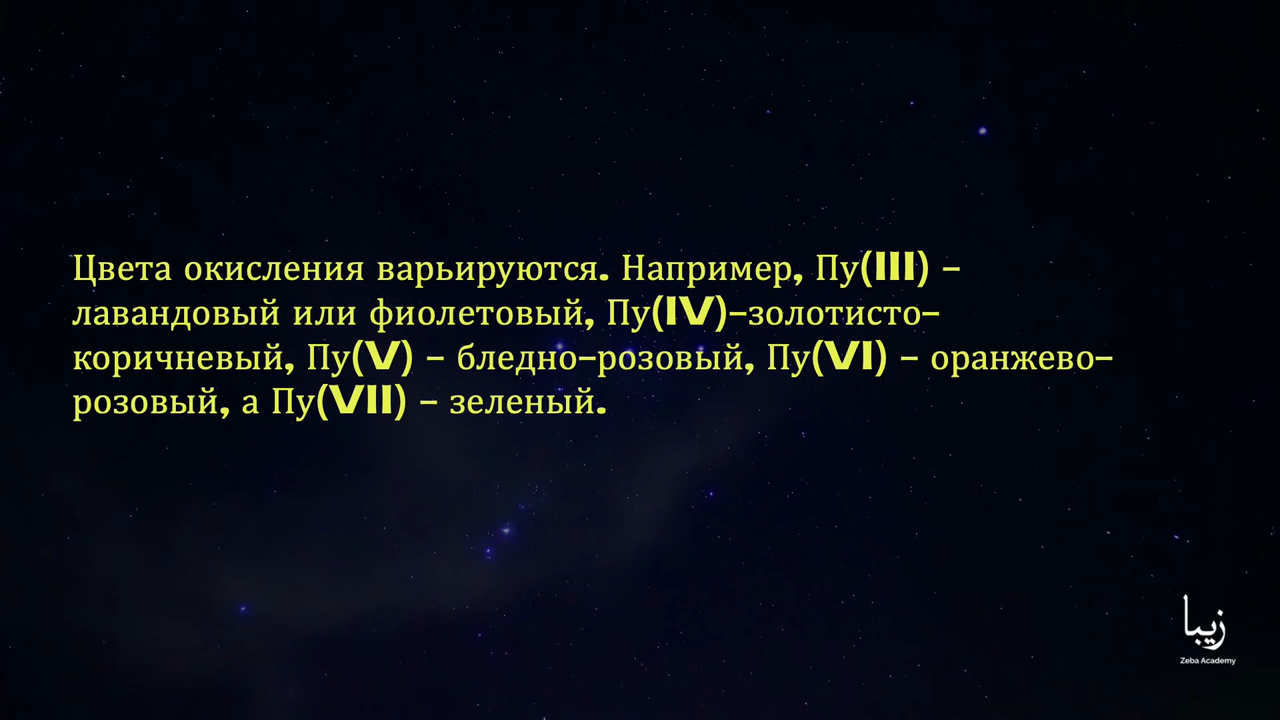 Цвета окисления варьируются. Например, Пу(III) –
лавандовый или фиолетовый, Пу(IV)–золотисто–
коричневый, Пу(V) – бледно–розовый, Пу(VI) – оранжево–
розовый, а Пу(VII) – зеленый.
زيبا
Zeba Academy